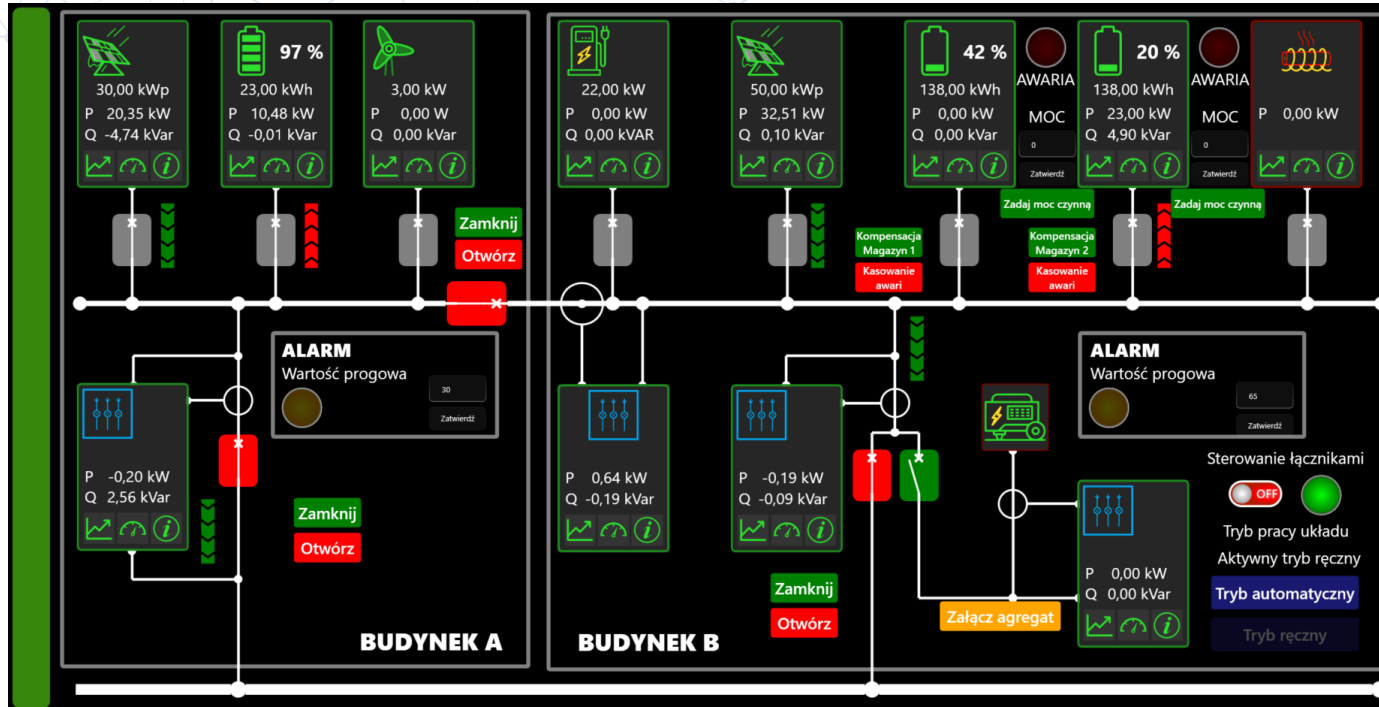 97 %
30,00 kWp
P 20,35 kW
Q -4,74 kVar
23,00 kWh
P 10,48 kW
Q -0,01 kVar
3,00 kW
P 0,00 W
Q 0,00 kVar
Zamknij
Otwórz
ALARM
Wartość progowa
30
Zatwierdź
P -0,20 kW
Q 2,56 kVar
Zamknij
Otwórz
BUDYNEK A
22,00 kW
P 0,00 kW
Q 0,00 kVAR
50,00 kWp
P 32,51 kW
Q 0,10 kVar
42 %
138,00 kWh
P 0,00 kW
Q 0,00 kVar
AWARIA
MOC
0
Zatwierdź
Zadaj moc czynną
20 %
138,00 kWh
P 23,00 kW
Q 4,90 kVar
AWARIA
MOC
0
Zatwierdź
Zadaj moc czynną
P 0,00 kW
Kompensacja
Magazyn 1
Kasowanie
awari
Kompensacja
Magazyn 2
Kasowanie
awari
P 0,64 kW
Q -0,19 kVar
P -0,19 kW
Q -0,09 kVar
Zamknij
Otwórz
ALARM
Wartość progowa
65
Zatwierdź
Sterowanie łącznikami
OFF
Tryb pracy układu
Aktywny tryb ręczny
Tryb automatyczny
Tryb ręczny
P 0,00 kW
Q 0,00 kVar
Załącz agregat
BUDYNEK B